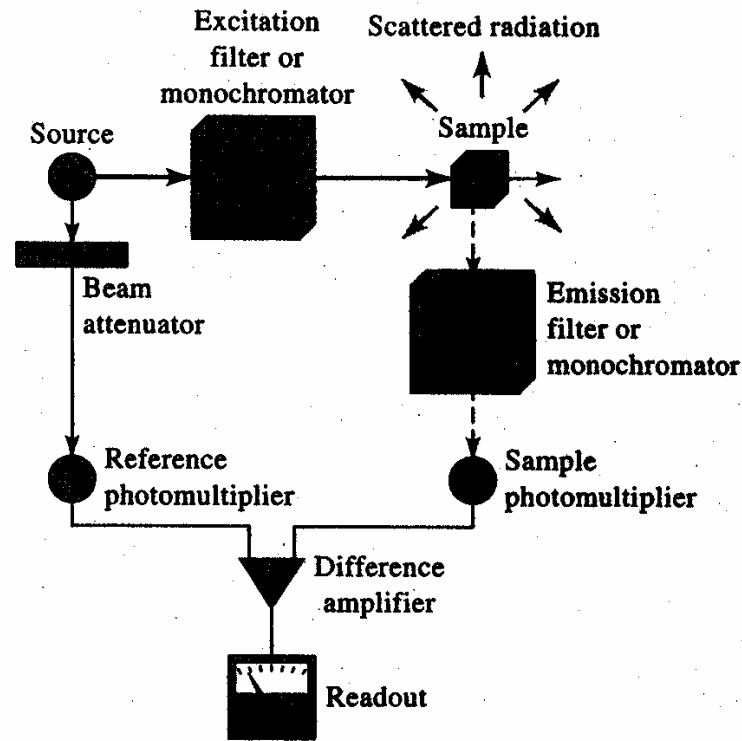 Excitation
filter or
monochromator
Scattered radiation
Sample
Source
Beam
attenuator
Emission
filter or
monochromator
Reference
photomultiplier
Sample
photomultiplier
Difference
amplifier
Readout